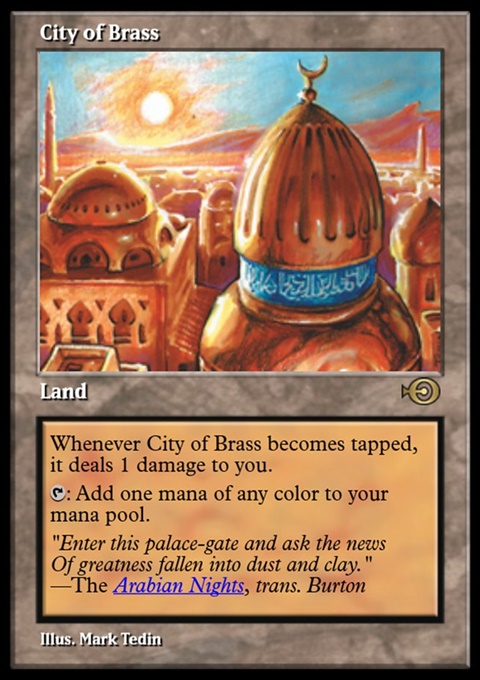 City of Brass
Land
Whenever City of Brass becomes tapped,
it deals 1 damage to you.
: Add one mana of any color to your
mana pool.
"Enter this palace-gate and ask the news
Of greatness fallen into dust and clay."
—The Arabian Nights, trans. Burton
Illus. Mark Tedin